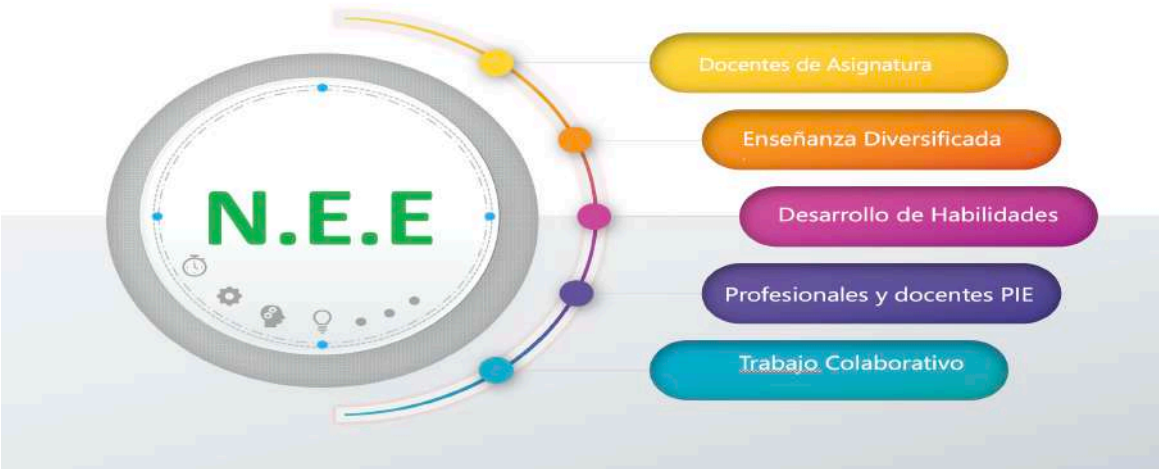 N.E.E
Docentes de Asignatura
Enseñanza Diversificada
Desarrollo de Habilidades
Profesionales y docentes PIE
Trabajo Colaborativo